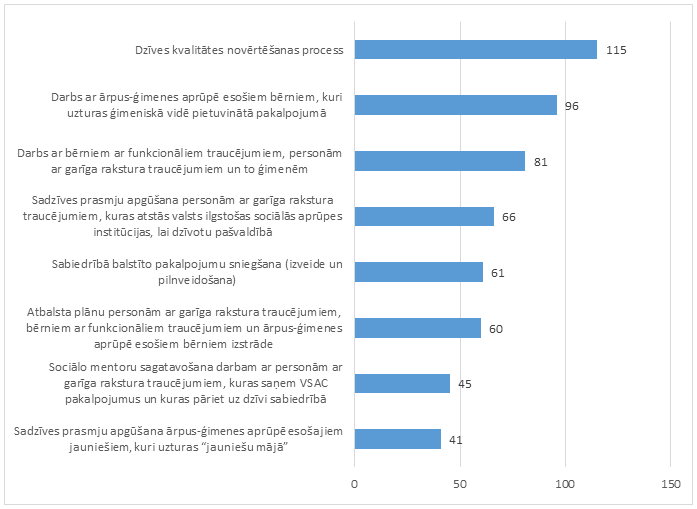 Dzīves kvalitātes novērtēšanas process
115
Darbs ar ārpus-ģimenes aprūpē esošiem bērniem, kuri
uzturas ģimeniskā vidē pietuvinātā pakalpojumā
96
Darbs ar bērniem ar funkcionāliem traucējumiem, personām
ar garīga rakstura traucējumiem un to ģimenēm
81
Sadzīves prasmju apgūšana personām ar garīga rakstura
traucējumiem, kuras atstās valsts ilgstošas sociālās aprūpes
institūcijas, lai dzīvotu pašvaldībā
66
Sabiedrībā balstīto pakalpojumu sniegšana (izveide un
pilnveidošana)
61
Atbalsta plānu personām ar garīga rakstura traucējumiem,
bērniem ar funkcionāliem traucējumiem un ārpus-ģimenes
aprūpē esošiem bērniem izstrāde
60
Sociālo mentoru sagatavošana darbam ar personām ar
garīga rakstura traucējumiem, kuras saņem VSAC
pakalpojumus un kuras pāriet uz dzīvi sabiedrībā
45
Sadzīves prasmju apgūšana ārpus-ģimenes aprūpē esošajiem
jauniešiem, kuri uzturas “jauniešu mājā”
41
0 50 100 150